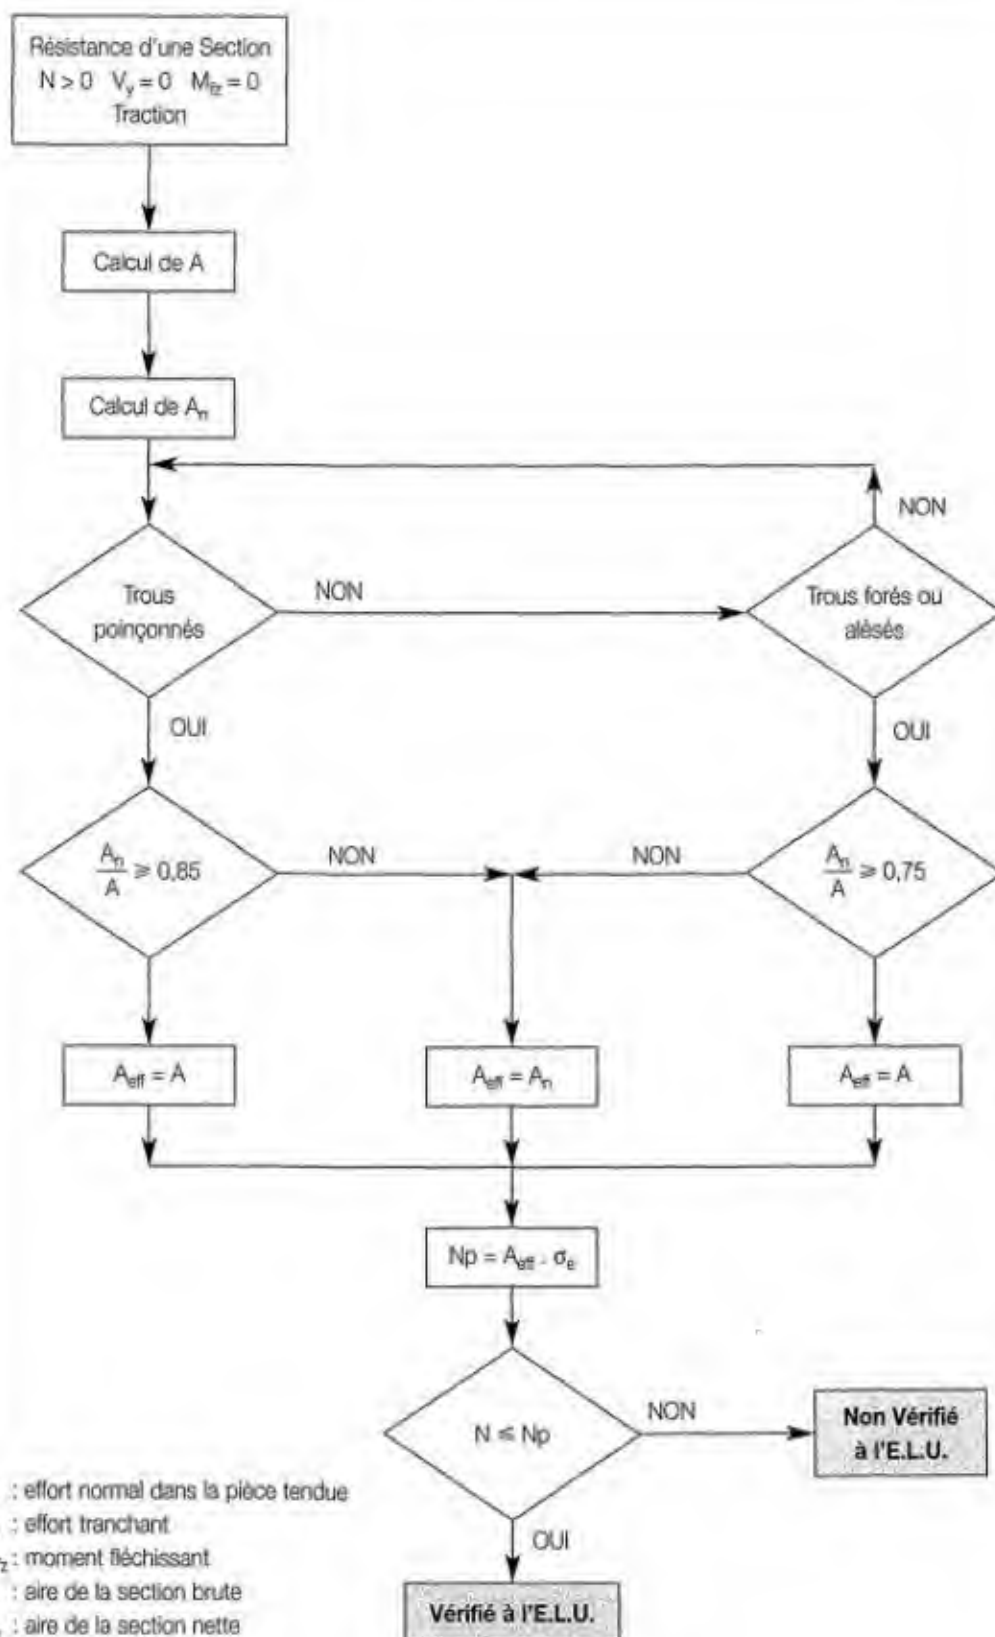 Résistance d'une Section
N > 0 V_y = 0 M_fz = 0
Traction
Calcul de A
Calcul de A_n
NON
Trous
poinçonnés
NON
Trous forés ou
alésés
OUI
OUI
A_n
A
⩾ 0,85
NON
NON
A_n
A
⩾ 0,75
A_eff = A
A_eff = A_n
A_eff = A
Np = A_eff . σ_e
N ⩽ Np
NON
Non Vérifié
à l'E.L.U.
: effort normal dans la pièce tendue
: effort tranchant
z : moment fléchissant
: aire de la section brute
: aire de la section nette
OUI
Vérifié à l'E.L.U.